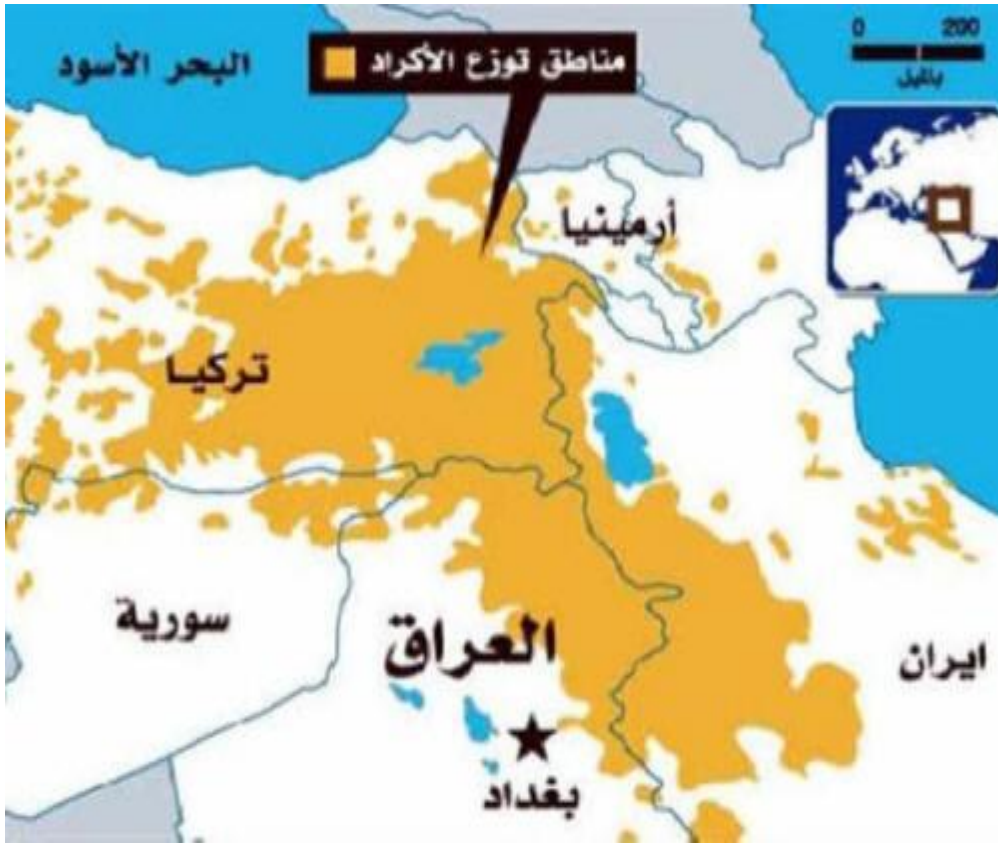 مناطق توزع الأكراد
البحر الأسود
0 200
بالميل
أرمينيا
تركيا
سورية
العراق
ايران
بغداد